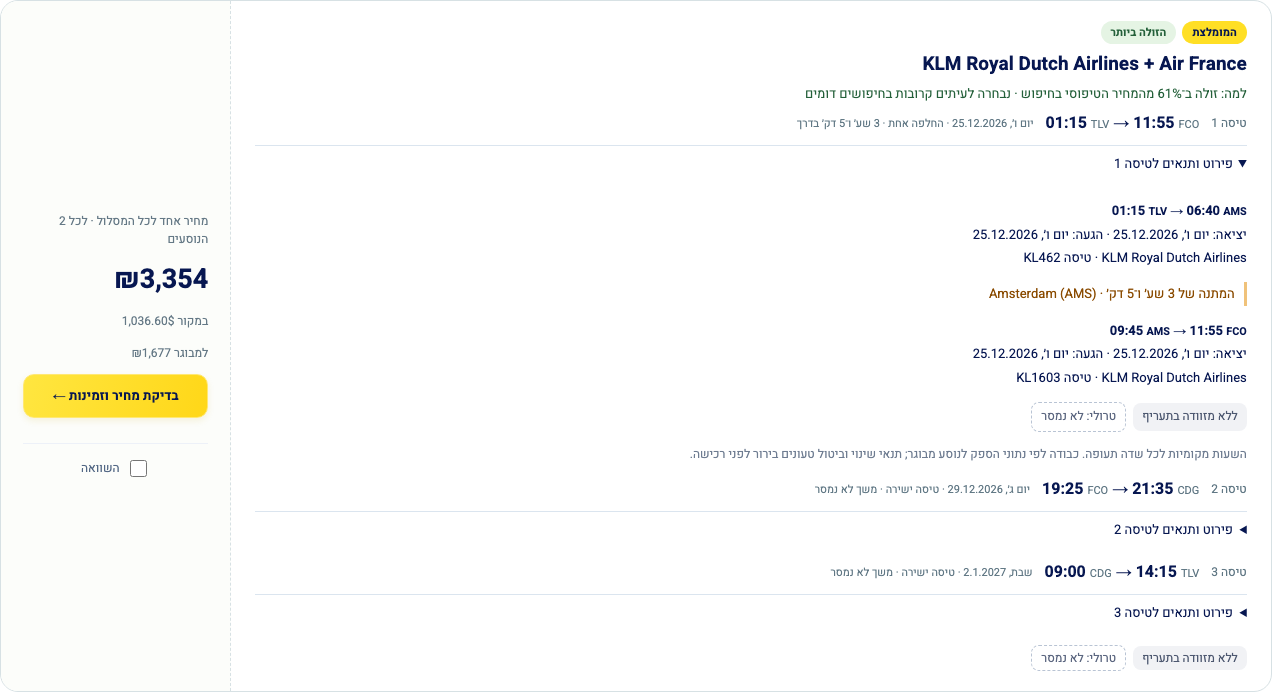 המומלצת
הזולה ביותר
KLM Royal Dutch Airlines + Air France
למה: זולה ב־61% מהמחיר הטיפוסי בחיפוש · נבחרה לעיתים קרובות בחיפושים דומים
טיסה 1 01:15 TLV → 11:55 FCO יום ו׳, 25.12.2026 · החלפה אחת · 3 שע׳ ו־5 דק׳ בדרך
▼ פירוט ותנאים לטיסה 1
01:15 TLV → 06:40 AMS
יציאה: יום ו׳, 25.12.2026 · הגעה: יום ו׳, 25.12.2026
KLM Royal Dutch Airlines · טיסה KL462
המתנה של 3 שע׳ ו־5 דק׳ · Amsterdam (AMS)
09:45 AMS → 11:55 FCO
יציאה: יום ו׳, 25.12.2026 · הגעה: יום ו׳, 25.12.2026
KLM Royal Dutch Airlines · טיסה KL1603
ללא מזוודה בתעריף
טרולי: לא נמסר
השעות מקומיות לכל שדה תעופה. כבודה לפי נתוני הספק לנוסע מבוגר; תנאי שינוי וביטול טעונים בירור לפני רכישה.
טיסה 2 19:25 FCO → 21:35 CDG יום ג׳, 29.12.2026 · טיסה ישירה · משך לא נמסר
◀ פירוט ותנאים לטיסה 2
טיסה 3 09:00 CDG → 14:15 TLV שבת, 2.1.2027 · טיסה ישירה · משך לא נמסר
◀ פירוט ותנאים לטיסה 3
ללא מזוודה בתעריף
טרולי: לא נמסר
מחיר אחד לכל המסלול · לכל 2
הנוסעים
₪3,354
במקור $1,036.60
למבוגר ₪1,677
בדיקת מחיר וזמינות ←
השוואה